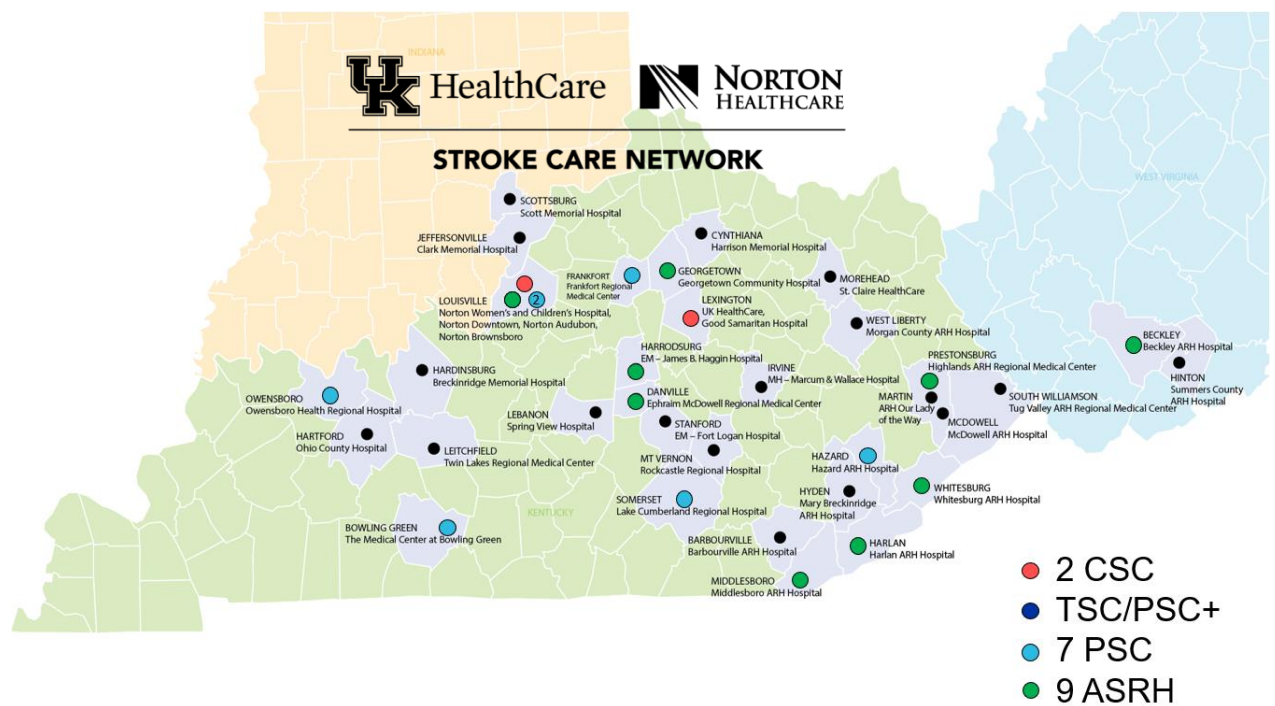 INDIANA
UK HealthCare
NORTON
HEALTHCARE
STROKE CARE NETWORK
WEST VIRGINIA
SCOTTSBURG
Scott Memorial Hospital
JEFFERSONVILLE
Clark Memorial Hospital
CYNTHIANA
Harrison Memorial Hospital
FRANKFORT
Frankfort Regional
Medical Center
GEORGETOWN
Georgetown Community Hospital
MOREHEAD
St. Claire HealthCare
2
LOUISVILLE
Norton Women's and Children's Hospital,
Norton Downtown, Norton Audubon,
Norton Brownsboro
LEXINGTON
UK HealthCare,
Good Samaritan Hospital
WEST LIBERTY
Morgan County ARH Hospital
BECKLEY
Beckley ARH Hospital
HARRODSURG
EM – James B. Haggin Hospital
PRESTONSBURG
Highlands ARH Regional Medical Center
HARDINSBURG
Breckinridge Memorial Hospital
IRVINE
MH – Marcum & Wallace Hospital
HINTON
Summers County
ARH Hospital
OWENSBORO
Owensboro Health Regional Hospital
DANVILLE
Ephraim McDowell Regional Medical Center
MARTIN
ARH Our Lady
of the Way
SOUTH WILLIAMSON
Tug Valley ARH Regional Medical Center
LEBANON
Spring View Hospital
STANFORD
EM – Fort Logan Hospital
MCDOWELL
McDowell ARH Hospital
HARTFORD
Ohio County Hospital
LEITCHFIELD
Twin Lakes Regional Medical Center
MT VERNON
Rockcastle Regional Hospital
HAZARD
Hazard ARH Hospital
SOMERSET
Lake Cumberland Regional Hospital
HYDEN
Mary Breckinridge
ARH Hospital
WHITESBURG
Whitesburg ARH Hospital
KENTUCKY
BOWLING GREEN
The Medical Center at Bowling Green
BARBOURVILLE
Barbourville ARH Hospital
HARLAN
Harlan ARH Hospital
MIDDLESBORO
Middlesboro ARH Hospital
2 CSC
TSC/PSC+
7 PSC
9 ASRH